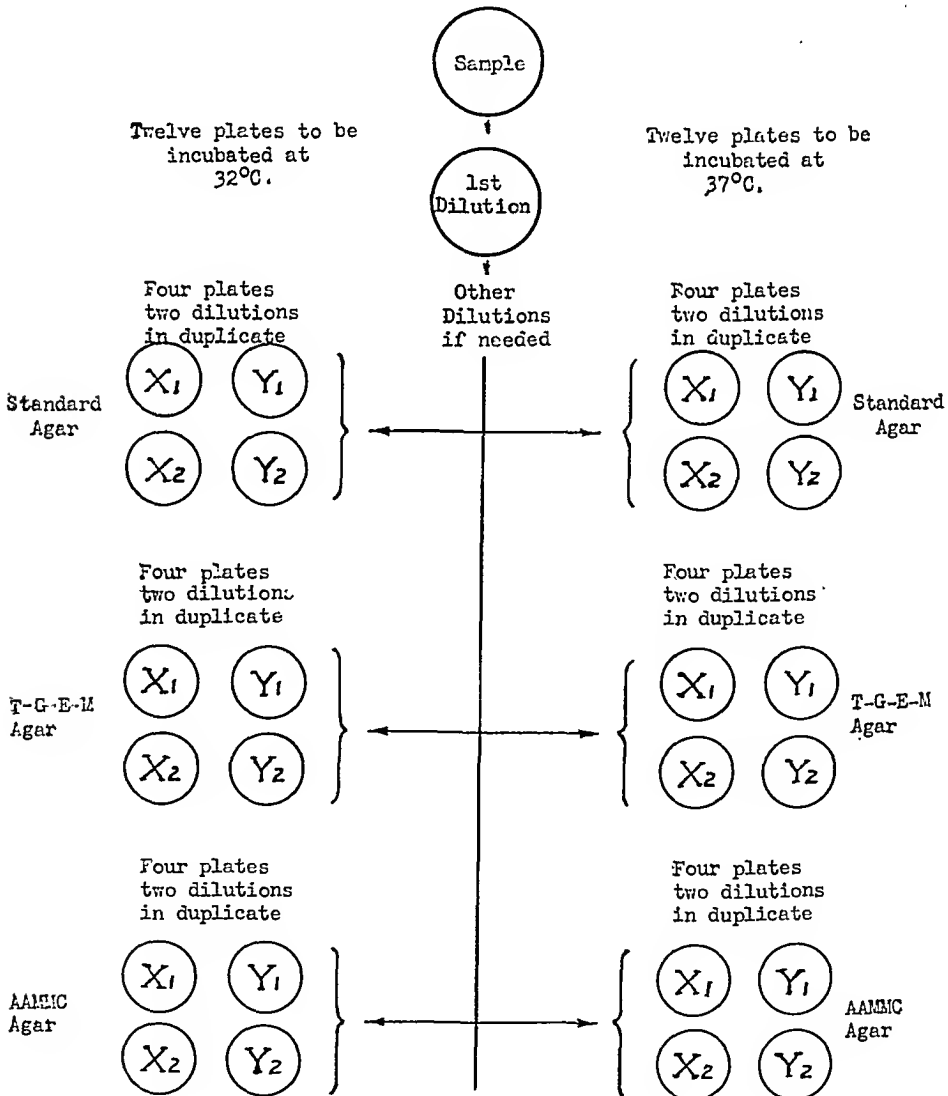 Sample
Twelve plates to be
incubated at
32°C.
1st
Dilution
Twelve plates to be
incubated at
37°C.
Four plates
two dilutions
in duplicate
Other
Dilutions
if needed
Four plates
two dilutions
in duplicate
Standard
Agar
X1 Y1
X2 Y2
X1 Y1
X2 Y2
Standard
Agar
Four plates
two dilutions
in duplicate
Four plates
two dilutions
in duplicate
T-G-E-M
Agar
X1 Y1
X2 Y2
X1 Y1
X2 Y2
T-G-E-M
Agar
Four plates
two dilutions
in duplicate
Four plates
two dilutions
in duplicate
Agar
X1 Y1
X2 Y2
X1 Y1
X2 Y2
Agar